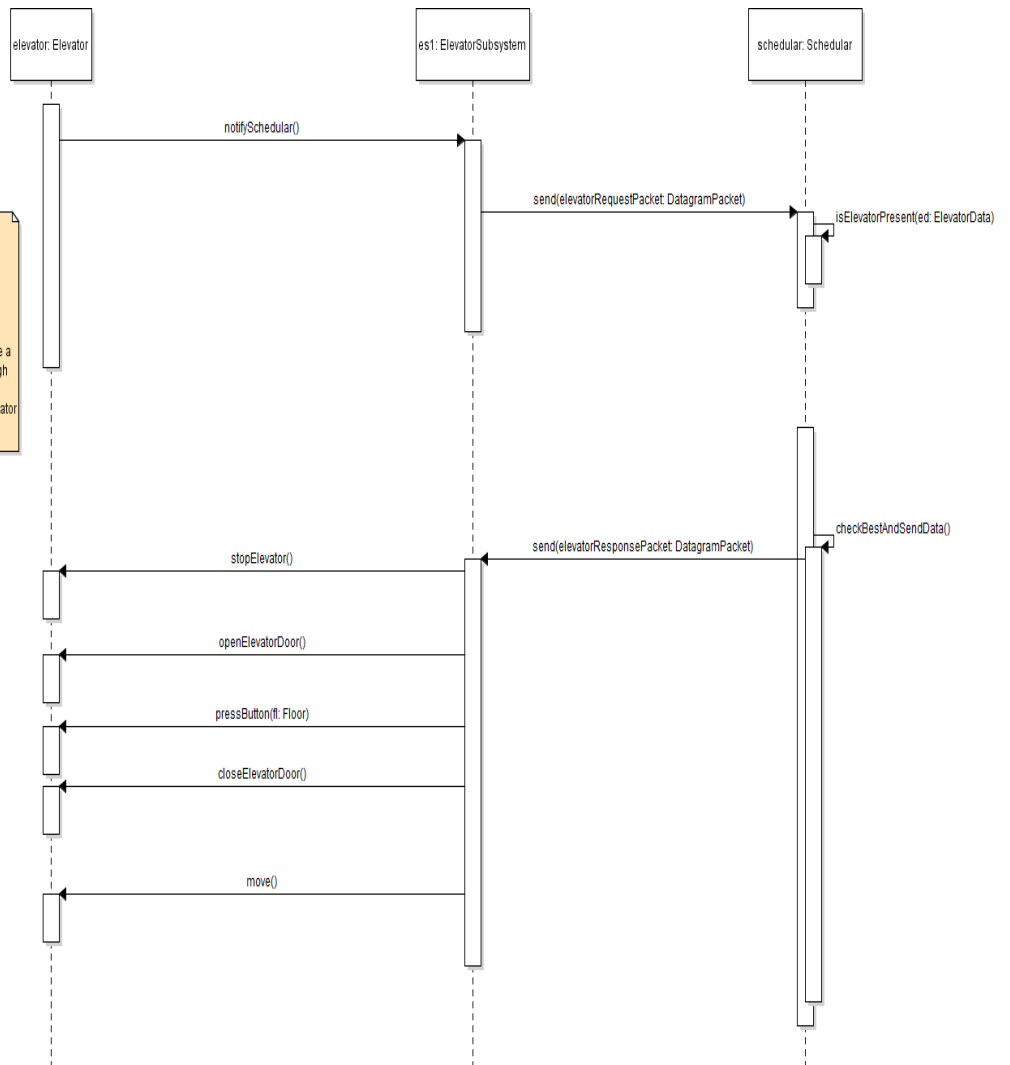 elevator: Elevator
es1: ElevatorSubsystem
schedular: Schedular
notifySchedular()
send(elevatorRequestPacket: DatagramPacket)
isElevatorPresent(ed: ElevatorData)
a
checkBestAndSendData()
send(elevatorResponsePacket: DatagramPacket)
stopElevator()
openElevatorDoor()
pressButton(fl: Floor)
closeElevatorDoor()
move()